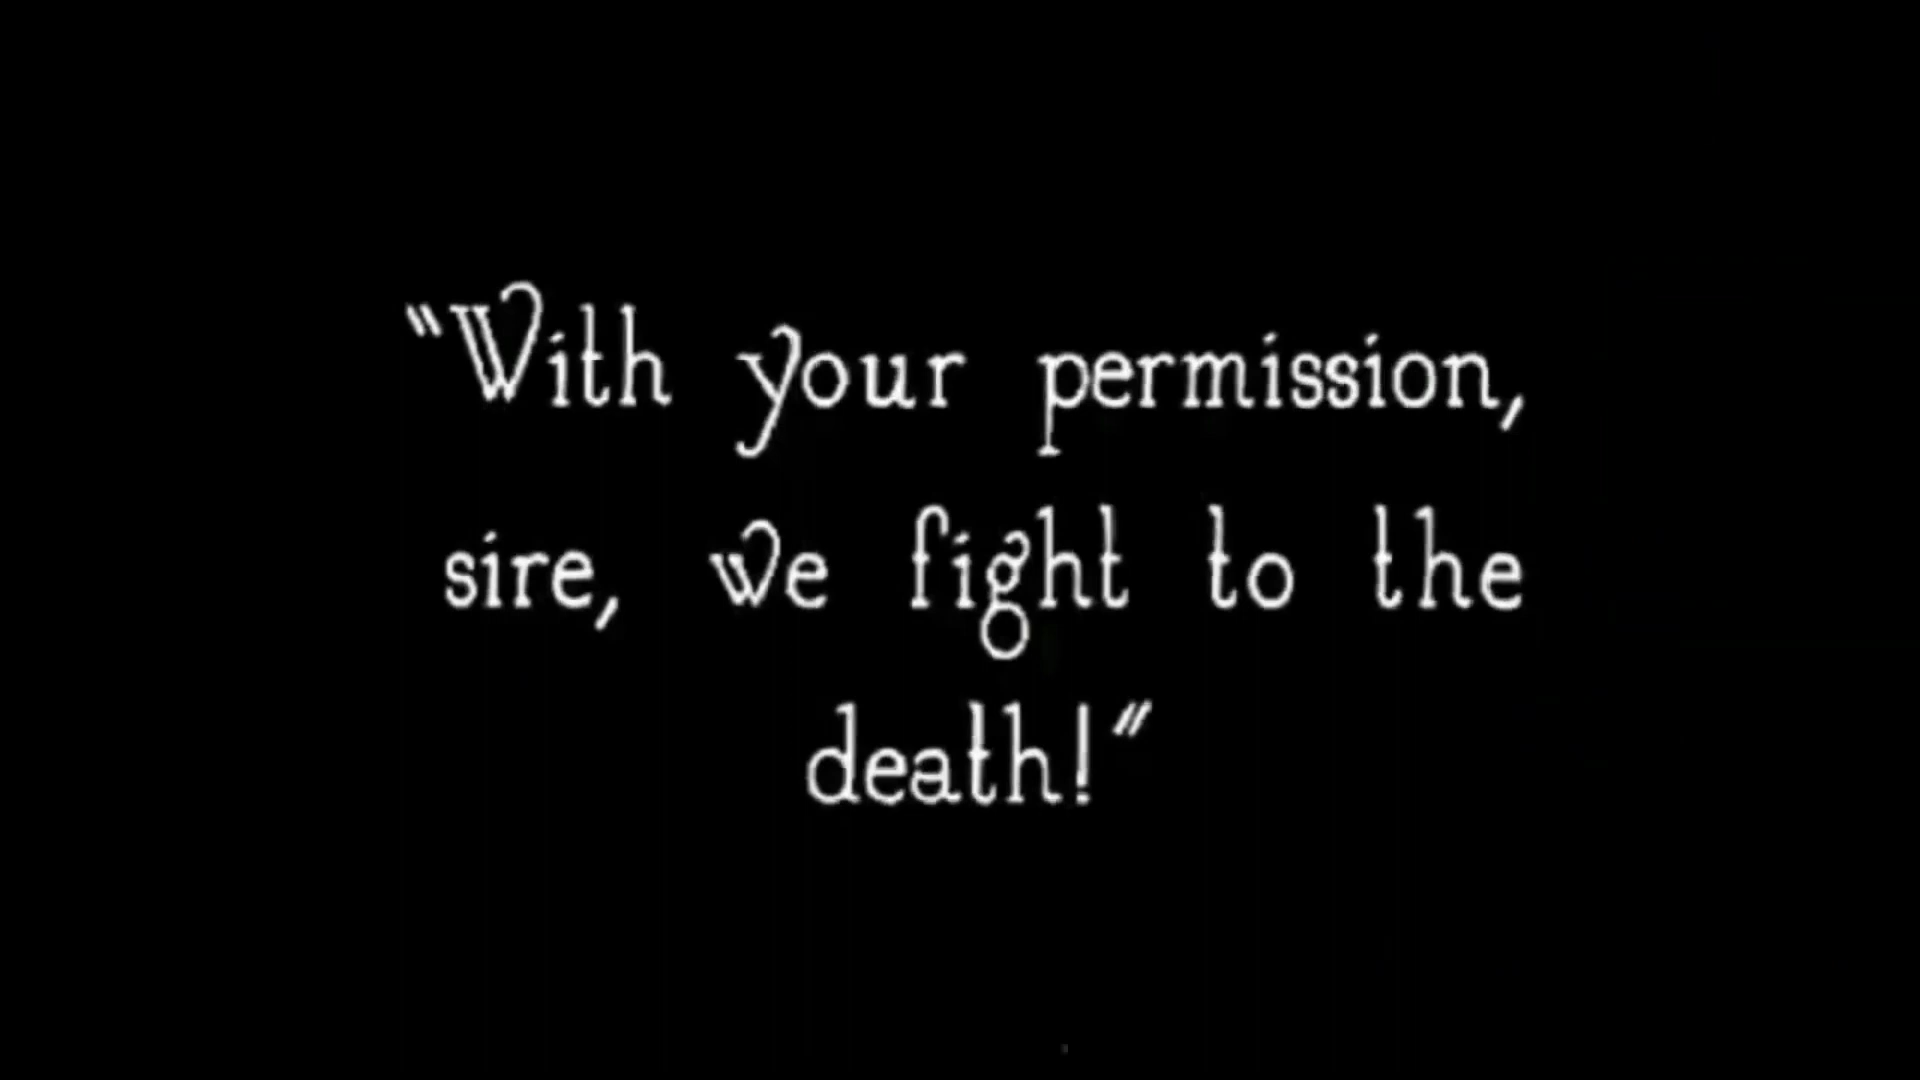 "With your permission,
sire, we fight to the
death!"